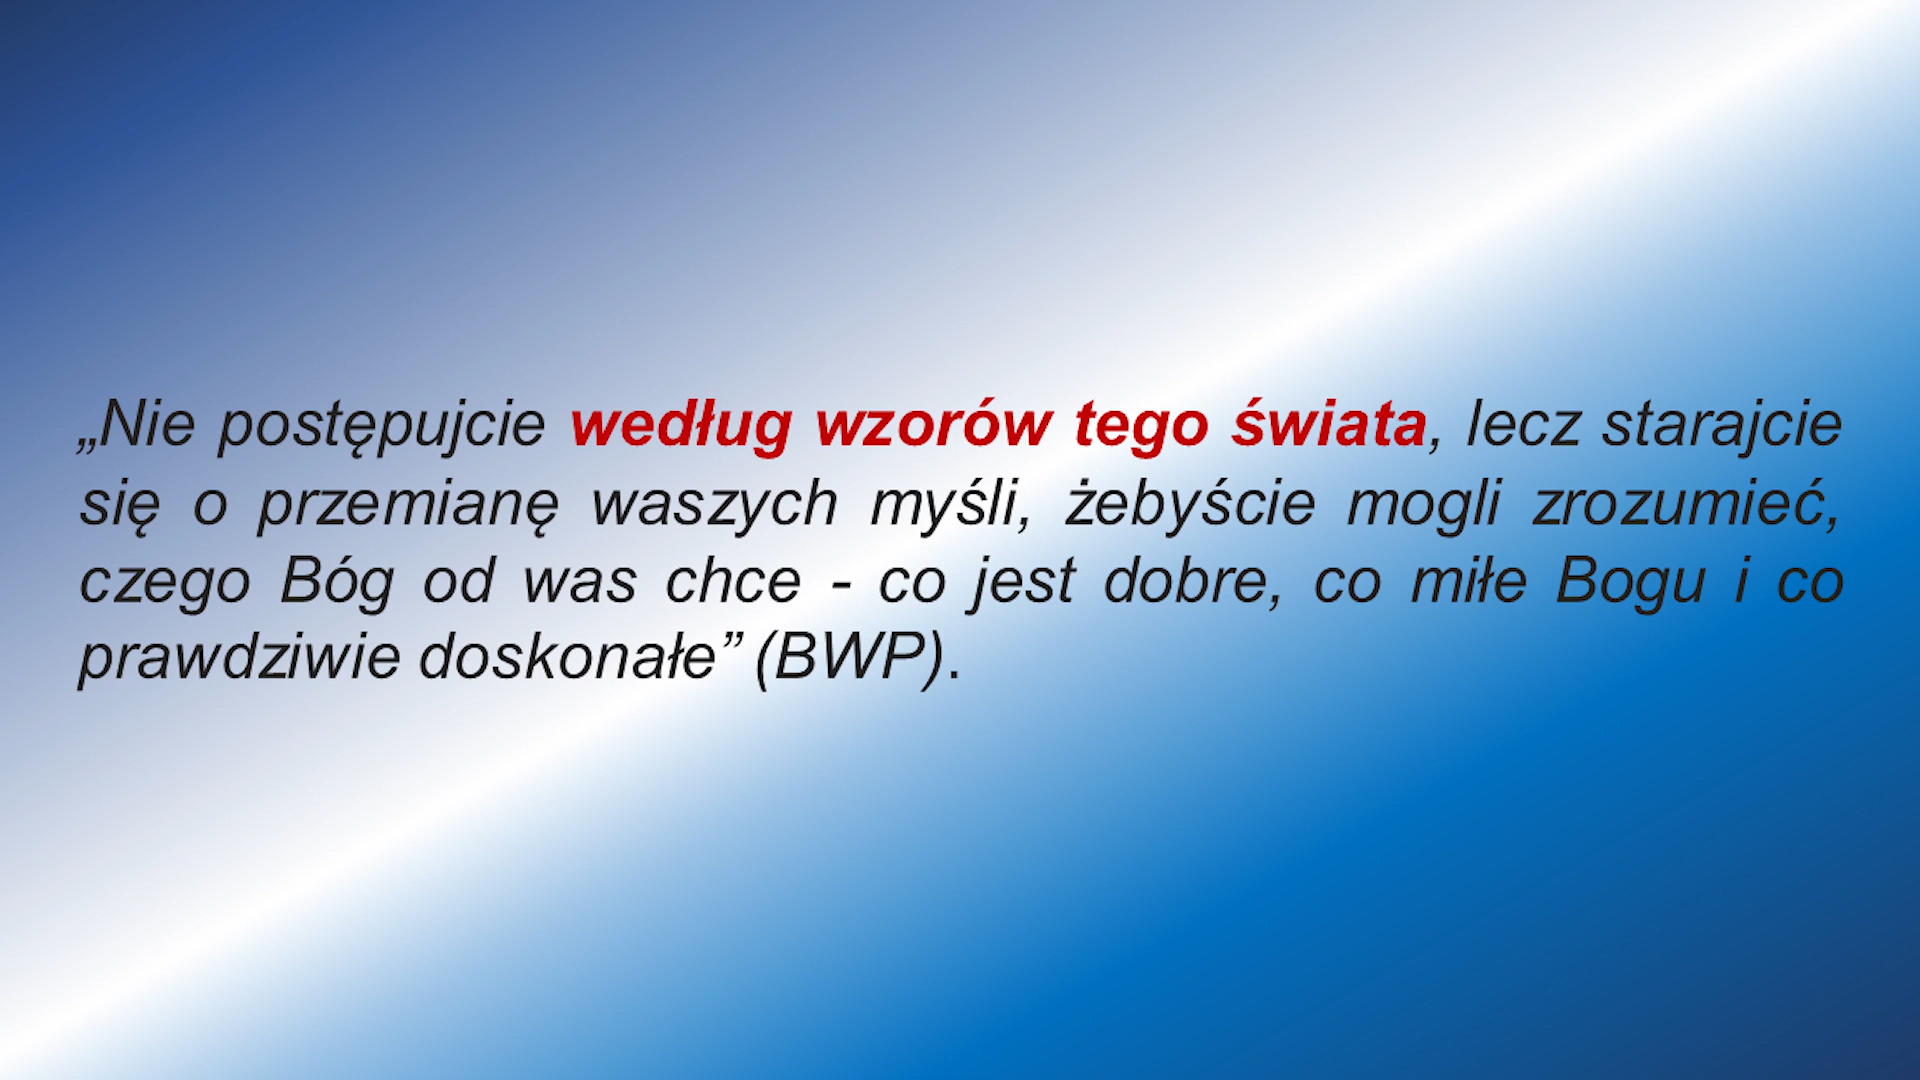 „Nie postępujcie według wzorów tego świata, lecz starajcie
się o przemianę waszych myśli, żebyście mogli zrozumieć,
czego Bóg od was chce - co jest dobre, co miłe Bogu i co
prawdziwie doskonałe” (BWP).